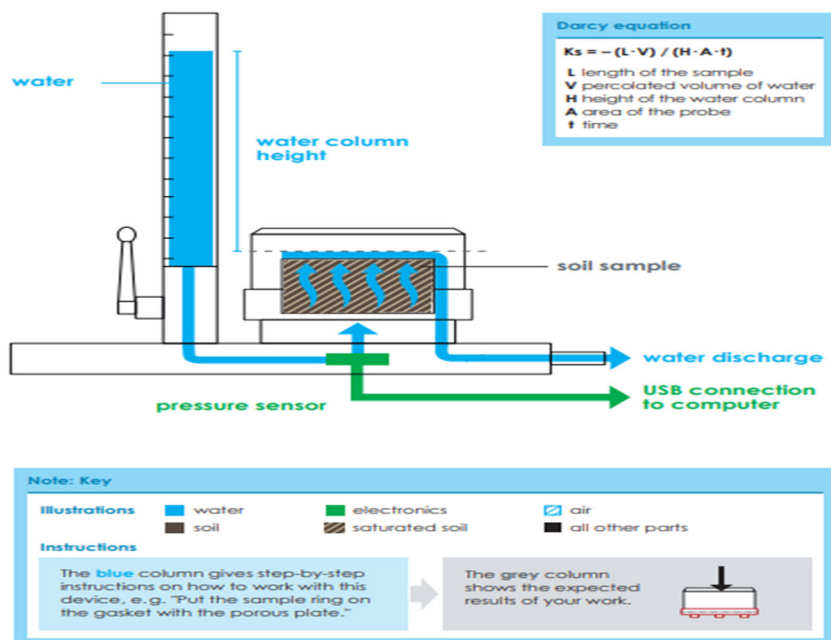 Darcy equation
Ks = – (L·V) / (H·A·t)
L length of the sample
V percolated volume of water
H height of the water column
A area of the probe
t time
water
water column
height
soil sample
water discharge
USB connection
to computer
pressure sensor
Note: Key
Illustrations water electronics air
soil saturated soil all other parts
Instructions
The blue column gives step-by-step
instructions on how to work with this
device, e.g. "Put the sample ring on
the gasket with the porous plate."
The grey column
shows the expected
results of your work.